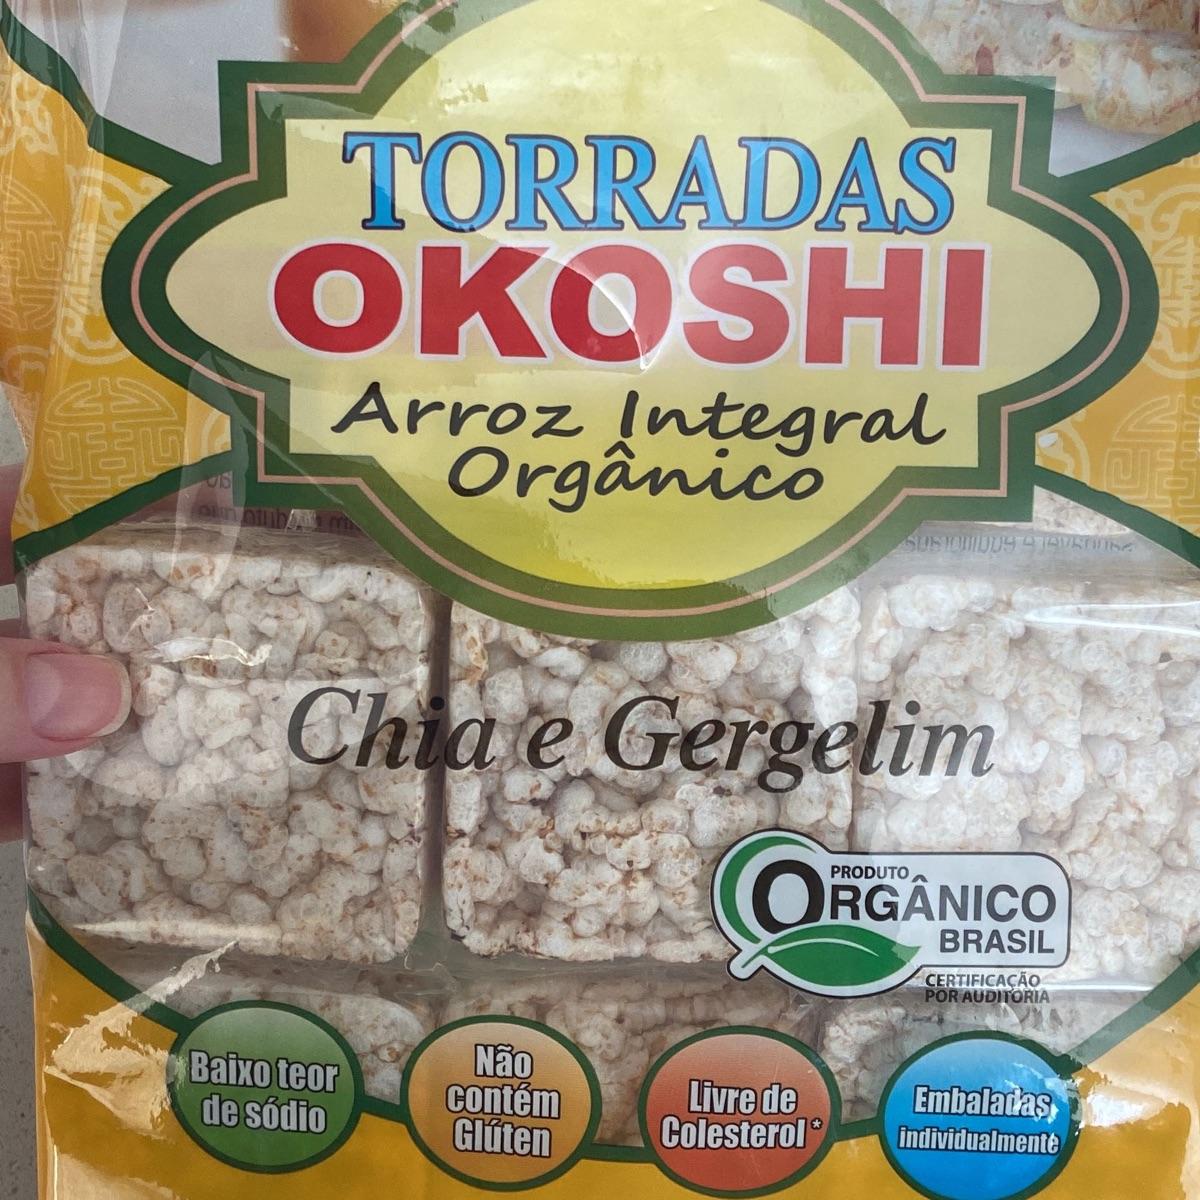 TORRADAS
OKOSHI
Arroz Integral
Orgânico
Chia e Gergelim
PRODUTO
ORGÂNICO
BRASIL
CERTIFICAÇÃO
POR AUDITORIA
Baixo teor
de sódio
Não
contém
Glúten
Livre de
Colesterol*
Embaladas
individualmente